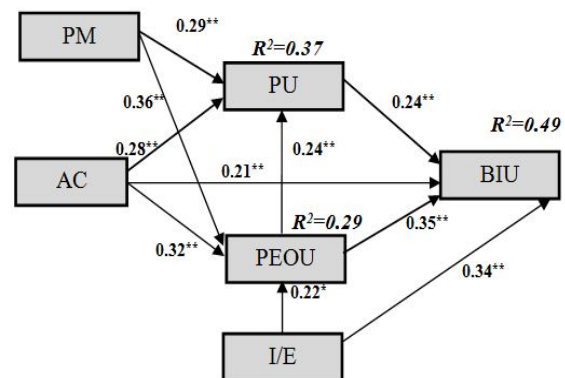 PM
0.29**
R²=0.37
PU
0.36**
0.24**
R²=0.49
0.28**
0.24**
AC
0.21**
BIU
R²=0.29
0.35**
0.32**
PEOU
0.34**
0.22*
I/E